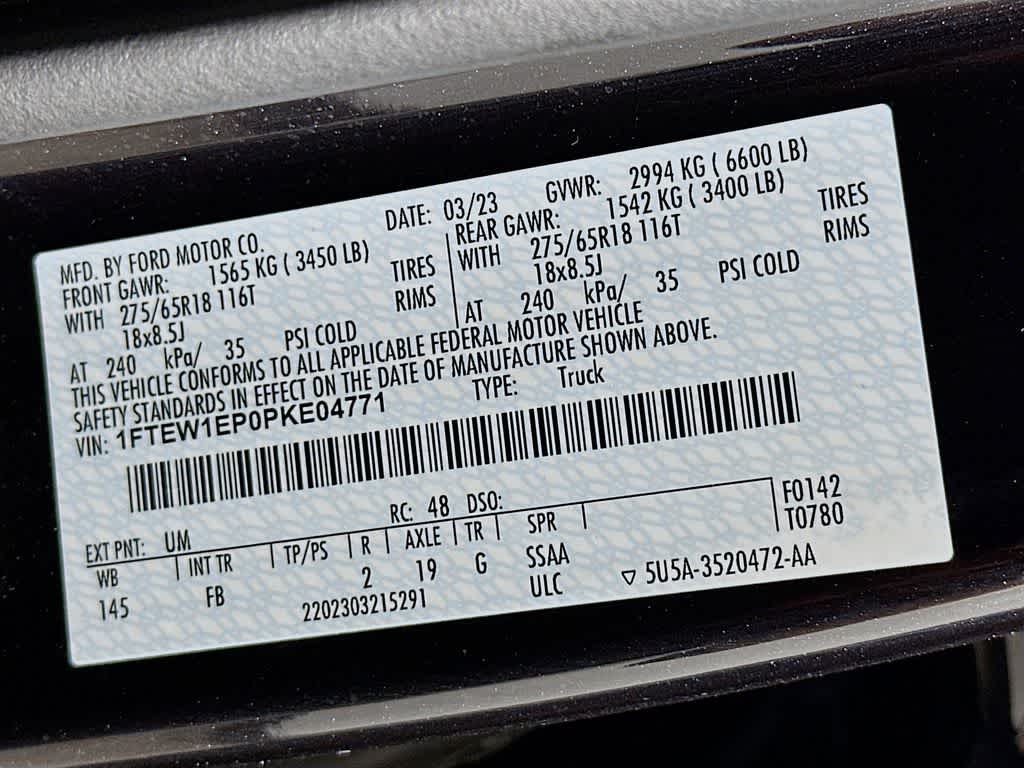 MFD. BY FORD MOTOR CO.
DATE: 03/23 GVWR: 2994 KG ( 6600 LB)
FRONT GAWR: 1565 KG ( 3450 LB)
WITH 275/65R18 116T TIRES
18x8.5J RIMS
AT 240 kPa/ 35 PSI COLD
REAR GAWR: 1542 KG ( 3400 LB)
WITH 275/65R18 116T TIRES
18x8.5J RIMS
AT 240 kPa/ 35 PSI COLD
THIS VEHICLE CONFORMS TO ALL APPLICABLE FEDERAL MOTOR VEHICLE
SAFETY STANDARDS IN EFFECT ON THE DATE OF MANUFACTURE SHOWN ABOVE.
VIN: 1FTEW1EP0PKE04771 TYPE: Truck
EXT PNT: UM RC: 48 DSO: F0142
WB INT TR TP/PS R AXLE TR SPR T0780
145 FB 2 19 G SSAA
2202303215291 ULC ▽ 5U5A-3520472-AA